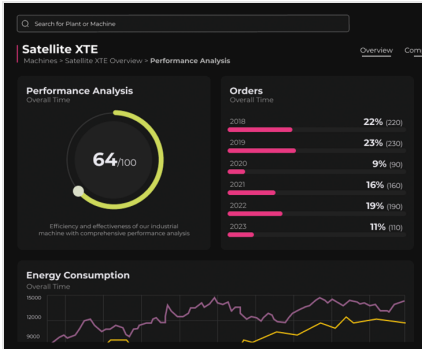 Search for Plant or Machine
Satellite XTE
Overview
Machines > Satellite XTE Overview > Performance Analysis
Performance Analysis
Overall Time
64/100
Efficiency and effectiveness of our industrial
machine with comprehensive performance analysis
Orders
Overall Time
2018 22% (220)
2019 23% (230)
2020 9% (90)
2021 16% (160)
2022 19% (190)
2023 11% (110)
Energy Consumption
Overall Time
15000
12000
9000